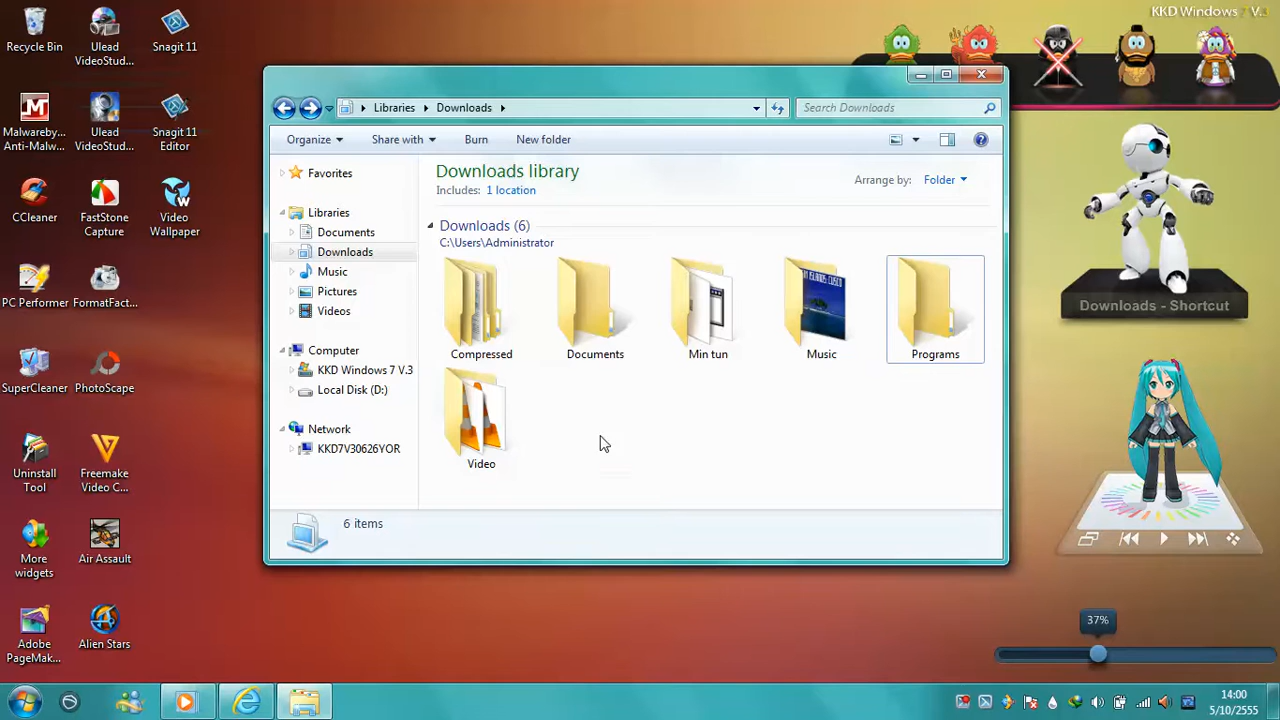 KKD Windows 7 V.3
Recycle Bin
Ulead VideoStud...
Snagit 11
Malwareby... Anti-Malw...
Ulead VideoStud...
Snagit 11 Editor
CCleaner
FastStone Capture
Video Wallpaper
PC Performer
FormatFact...
SuperCleaner
PhotoScape
Uninstall Tool
Freemake Video C...
More widgets
Air Assault
Adobe PageMak...
Alien Stars
Libraries
Downloads
Search Downloads
Organize
Share with
Burn
New folder
Favorites
Libraries
Documents
Downloads
Music
Pictures
Videos
Computer
KKD Windows 7 V.3
Local Disk (D:)
Network
KKD7V30626YOR
Downloads library
Includes: 1 location
Arrange by: Folder
Downloads (6)
C:\Users\Administrator
Compressed
Documents
Min tun
Music
Programs
Video
6 items
Downloads - Shortcut
37%
14:00
5/10/2555